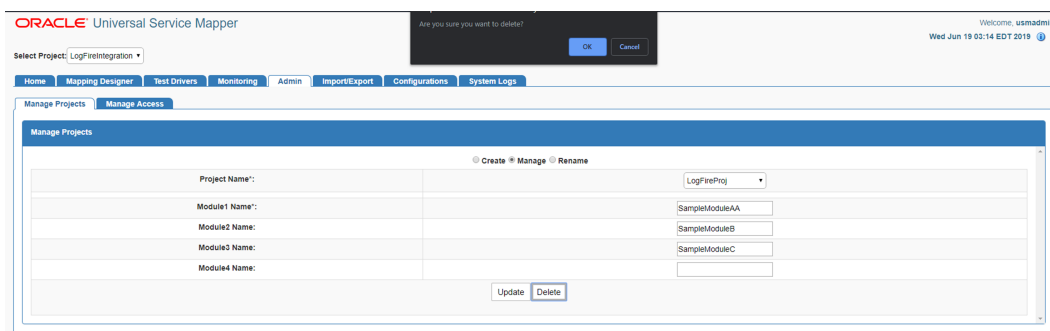 ORACLE Universal Service Mapper
Are you sure you want to delete?
OK Cancel
Welcome, usmadmi
Wed Jun 19 03:14 EDT 2019
Select Project: LogFireIntegration
Home Mapping Designer Test Drivers Monitoring Admin Import/Export Configurations System Logs
Manage Projects Manage Access
Manage Projects
Create Manage Rename
Project Name*: LogFireProj
Module1 Name*: SampleModuleAA
Module2 Name: SampleModuleB
Module3 Name: SampleModuleC
Module4 Name:
Update Delete